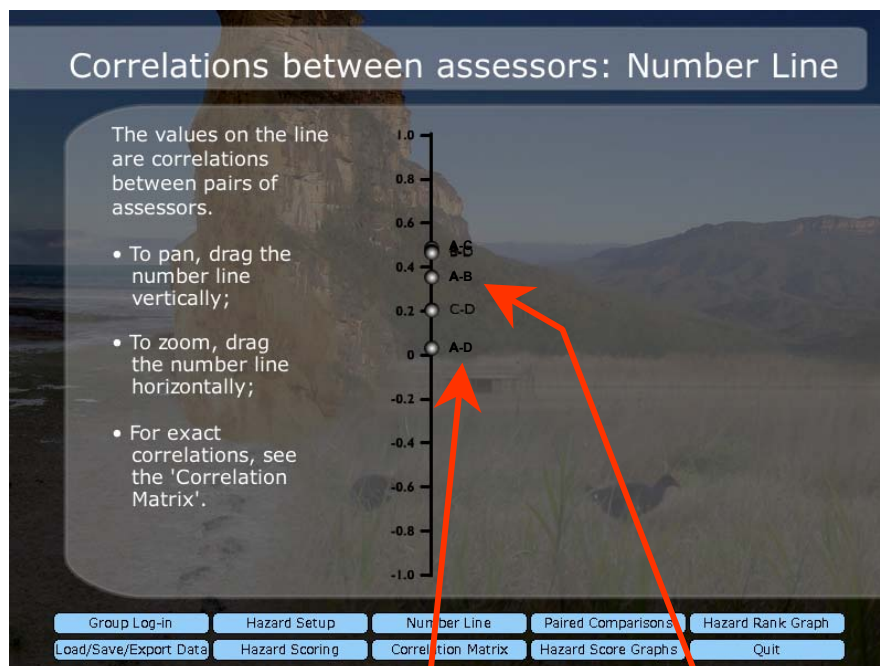 Correlations between assessors: Number Line
The values on the line
are correlations
between pairs of
assessors.
• To pan, drag the
number line
vertically;
• To zoom, drag
the number line
horizontally;
• For exact
correlations, see
the 'Correlation
Matrix'.
1.0
0.8
0.6
A-C
B-D
0.4
A-B
0.2
C-D
0
A-D
-0.2
-0.4
-0.6
-0.8
-1.0
Group Log-in
Hazard Setup
Number Line
Paired Comparisons
Hazard Rank Graph
Load/Save/Export Data
Hazard Scoring
Correlation Matrix
Hazard Score Graphs
Quit